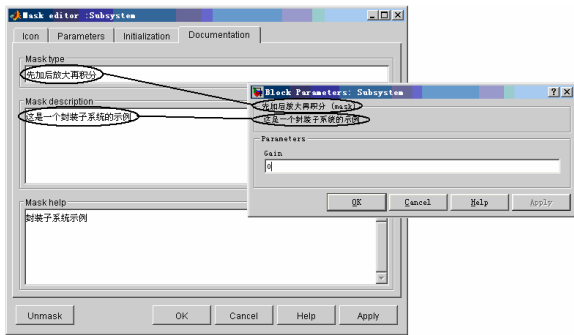 Mask editor :Subsystem
Icon Parameters Initialization Documentation
Mask type
先加后放大再积分
Mask description
这是一个封装子系统的示例
Mask help
封装子系统示例
Unmask OK Cancel Help Apply
Block Parameters: Subsystem
先加后放大再积分 (mask)
这是一个封装子系统的示例
Parameters
Gain
0
OK Cancel Help Apply